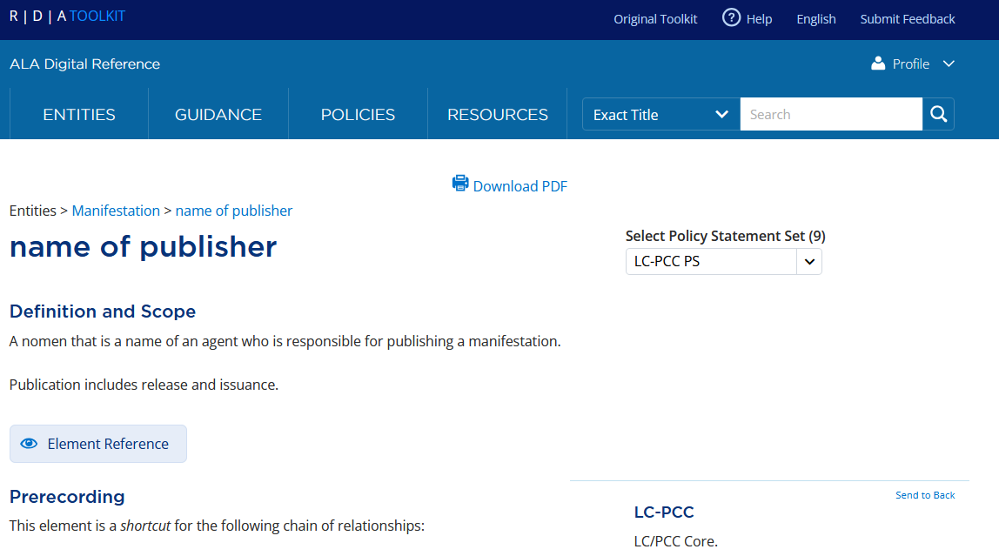 R | D | A TOOLKIT
Original Toolkit
? Help
English
Submit Feedback
ALA Digital Reference
Profile
ENTITIES
GUIDANCE
POLICIES
RESOURCES
Exact Title
Search
Download PDF
Entities > Manifestation > name of publisher
name of publisher
Select Policy Statement Set (9)
LC-PCC PS
Definition and Scope
A nomen that is a name of an agent who is responsible for publishing a manifestation.
Publication includes release and issuance.
Element Reference
Prerecording
This element is a shortcut for the following chain of relationships:
Send to Back
LC-PCC
LC/PCC Core.